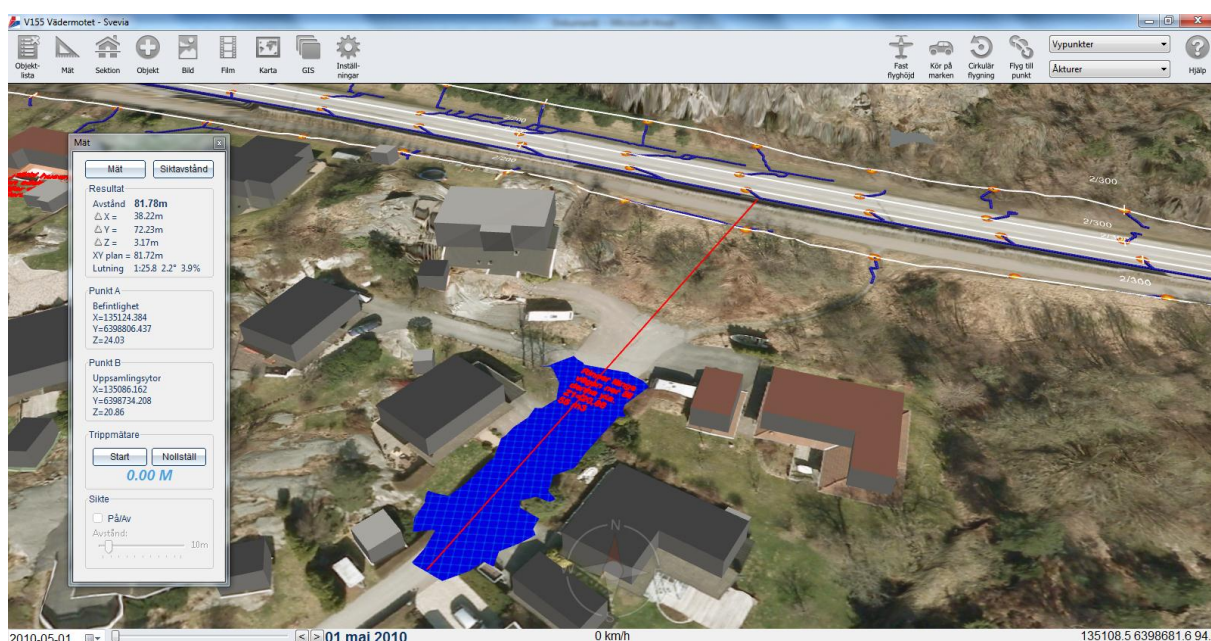 V155 Vädermotet - Svevia
Objekt-
lista
Mät
Sektion
Objekt
Bild
Film
Karta
GIS
Inställ-
ningar
Fast
flyghöjd
Kör på
marken
Cirkulär
flygning
Flyg till
punkt
Vypunkter
Åkturer
Hjälp
Mät
Mät Siktavstånd
Resultat
Avstånd 81.78m
△ X = 38.22m
△ Y = 72.23m
△ Z = 3.17m
XY plan = 81.72m
Lutning 1:25.8 2.2° 3.9%
Punkt A
Befintlighet
X=135124.384
Y=6398806.437
Z=24.03
Punkt B
Uppsamlingsytor
X=135086.162
Y=6398734.208
Z=20.86
Trippmätare
Start Nollställ
0.00 M
Sikte
På/Av
Avstånd:
10m
2/200
2/200
2/300
2/300
2/300
N
2010-05-01 < > 01 maj 2010 0 km/h 135108.5 6398681.6 94.